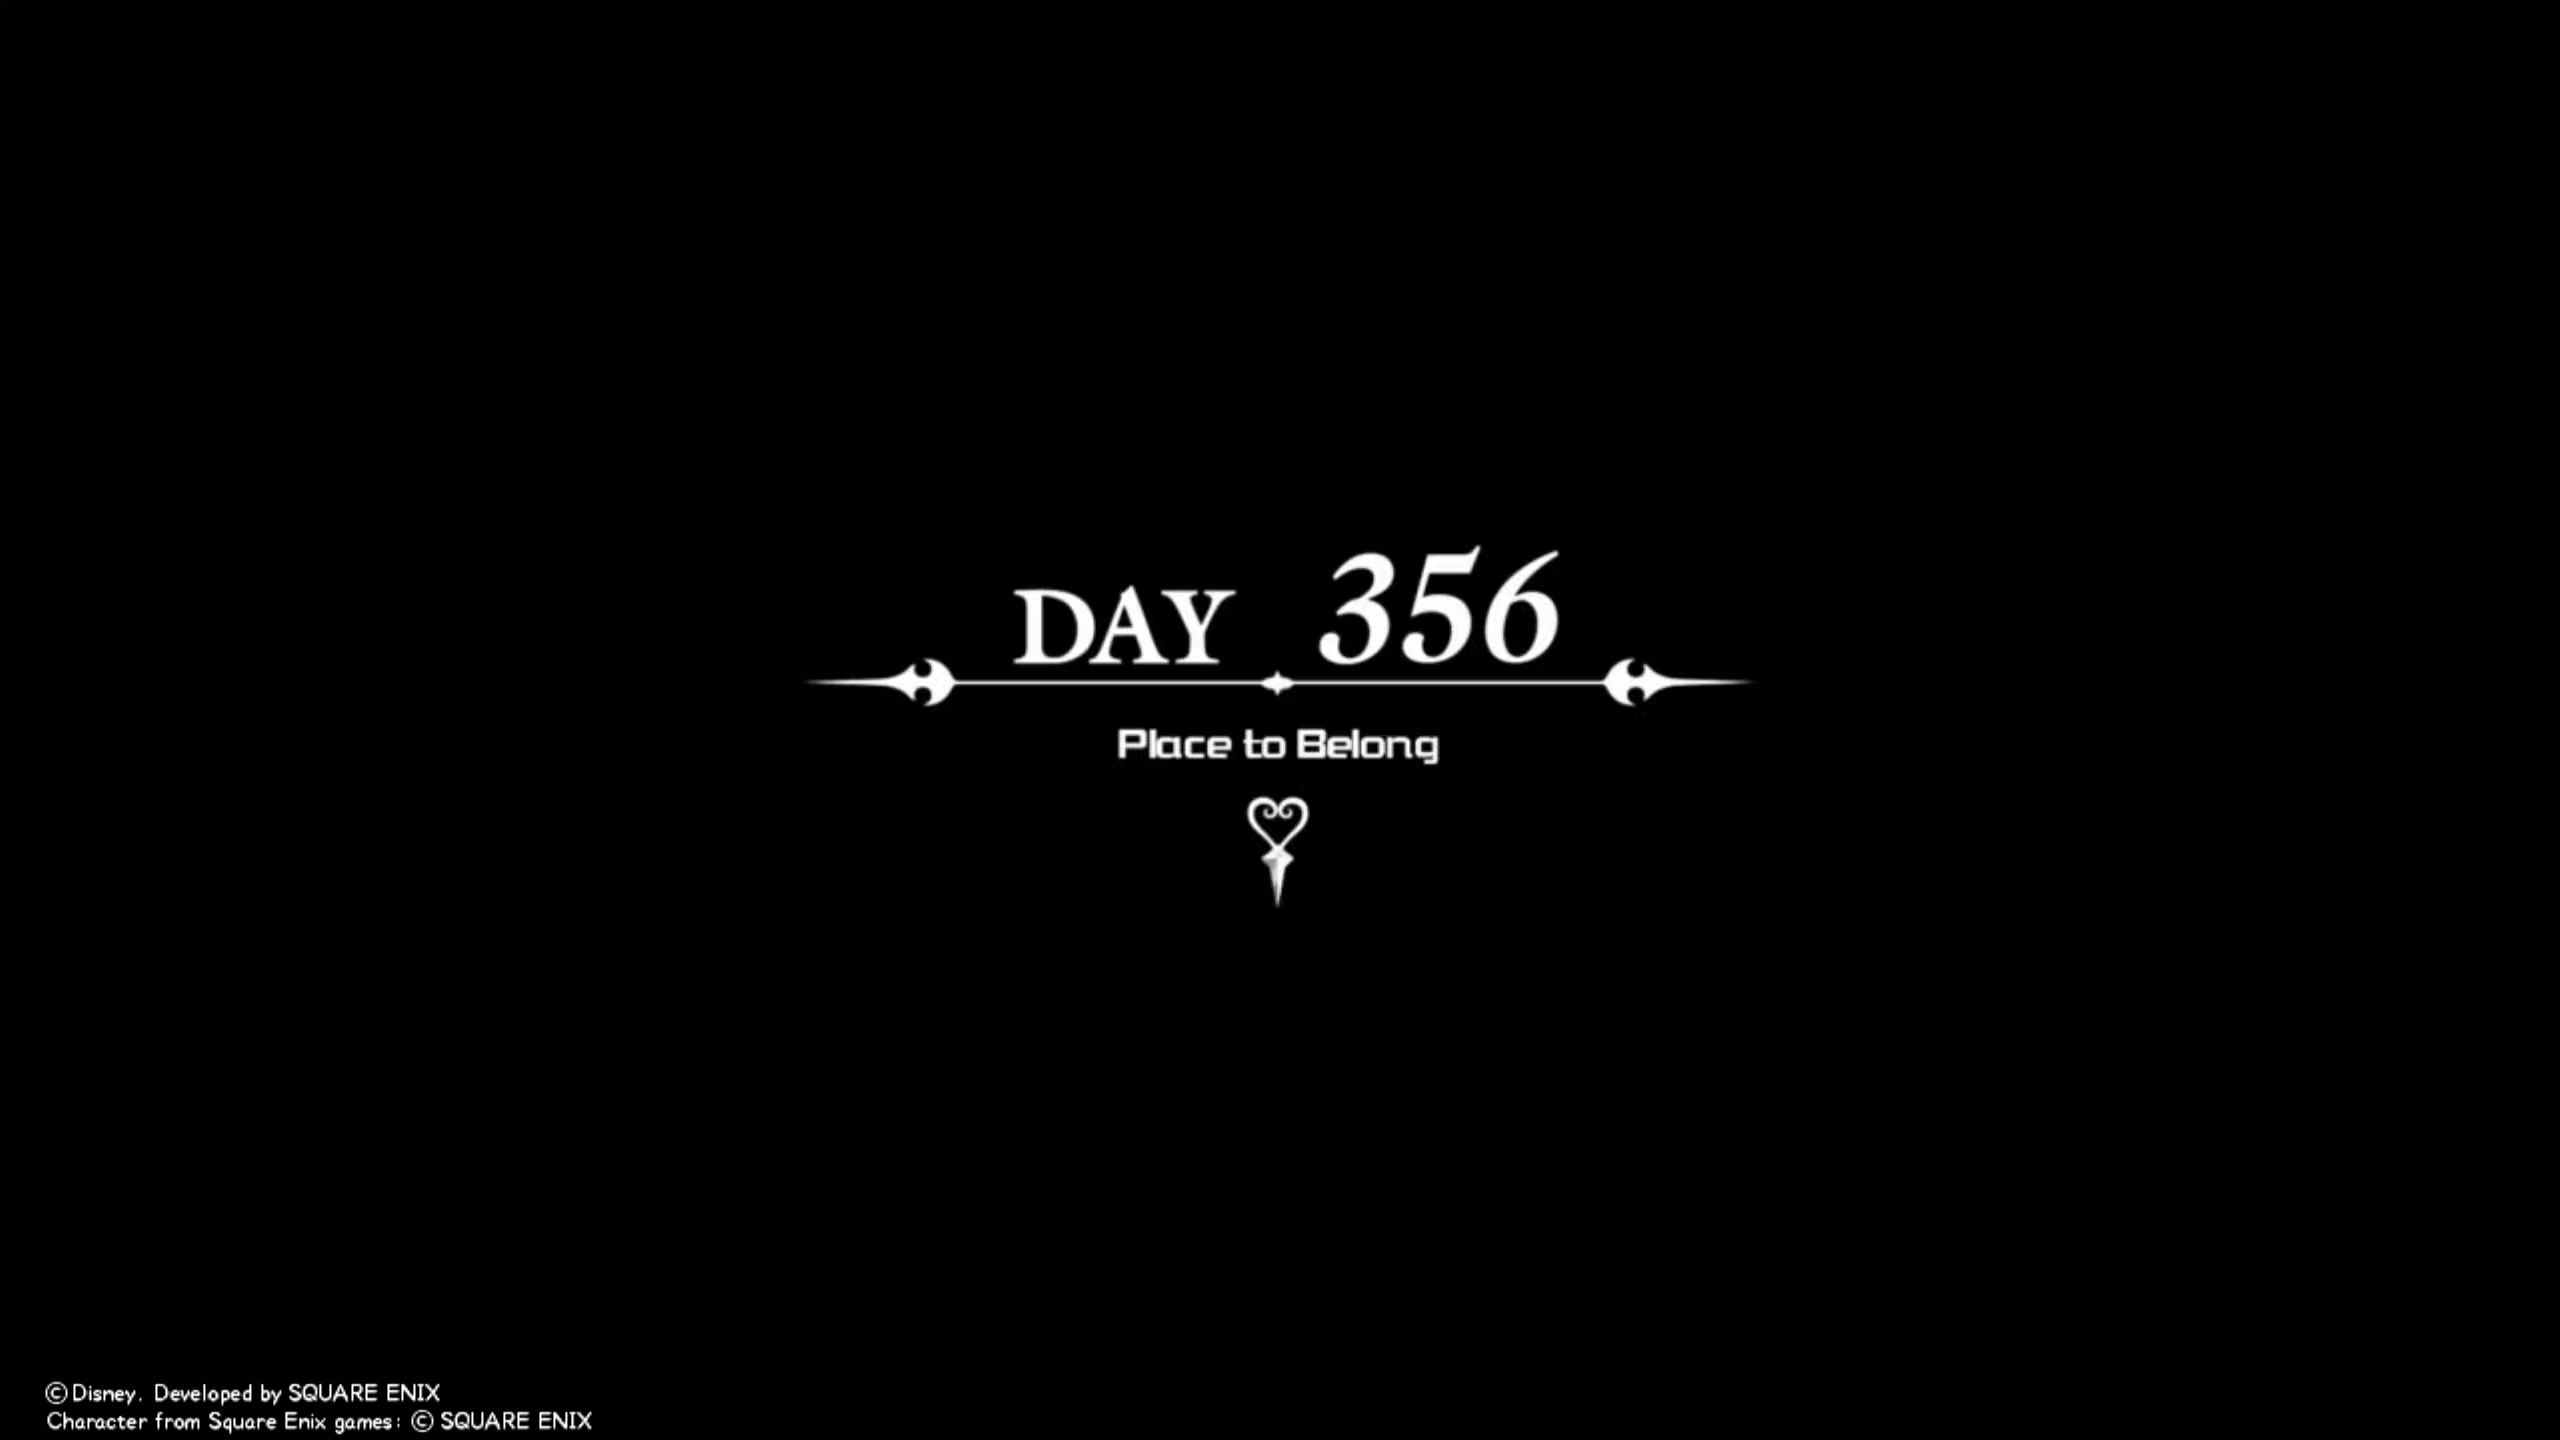 DAY 356
Place to Belong
©Disney. Developed by SQUARE ENIX
Character from Square Enix games: © SQUARE ENIX